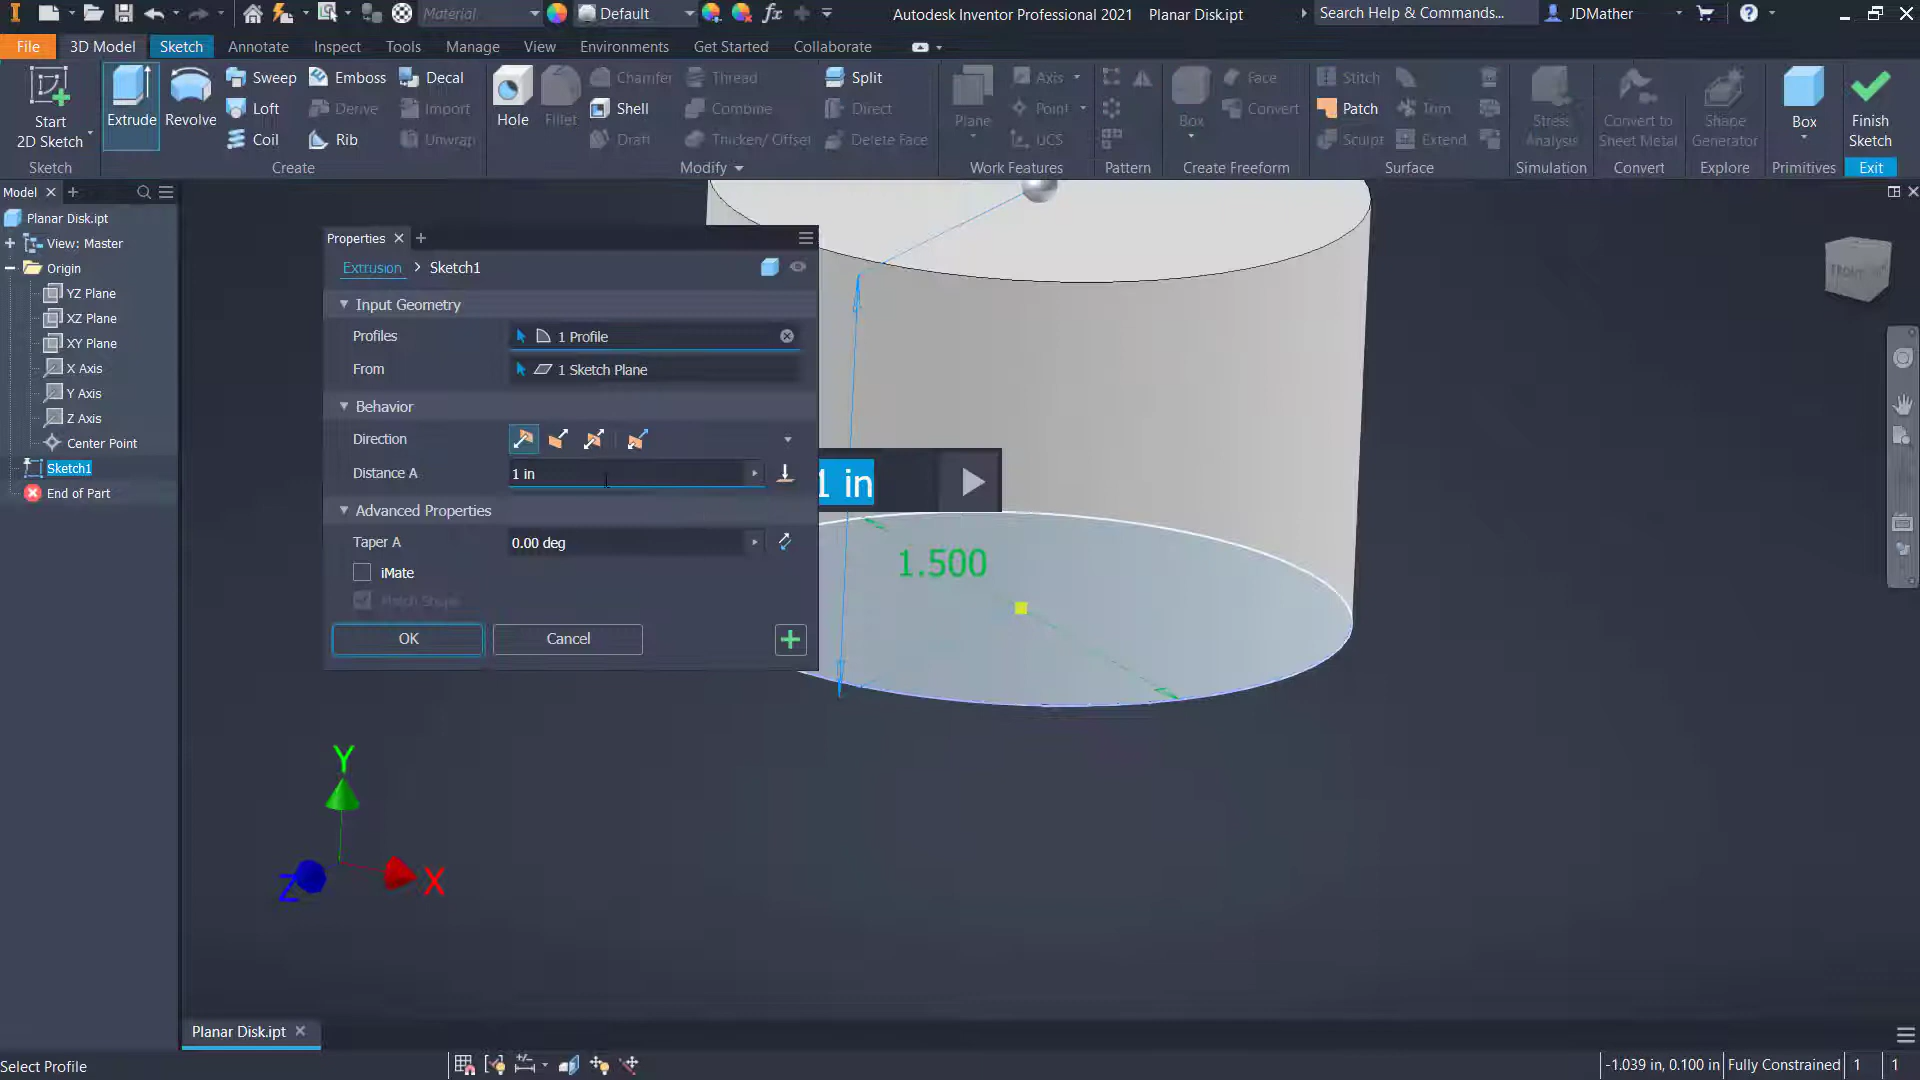 Material
Default
fx
Autodesk Inventor Professional 2021 Planar Disk.ipt
Search Help & Commands...
JDMather
File 3D Model Sketch Annotate Inspect Tools Manage View Environments Get Started Collaborate
Start
2D Sketch
Extrude
Revolve
Sweep
Loft
Coil
Emboss
Derive
Rib
Decal
Import
Unwrap
Hole
Fillet
Chamfer
Shell
Draft
Thread
Combine
Thicken/ Offset
Split
Direct
Delete Face
Plane
Axis
Point
UCS
Box
Face
Convert
Stitch
Patch
Sculpt
Trim
Extend
Stress
Analysis
Convert to
Sheet Metal
Shape
Generator
Box
Finish
Sketch
Sketch Create Modify Work Features Pattern Create Freeform Surface Simulation Convert Explore Primitives Exit
Model
Planar Disk.ipt
View: Master
Origin
YZ Plane
XZ Plane
XY Plane
X Axis
Y Axis
Z Axis
Center Point
Sketch1
End of Part
Properties
Extrusion > Sketch1
Input Geometry
Profiles 1 Profile
From 1 Sketch Plane
Behavior
Direction
Distance A 1 in
Advanced Properties
Taper A 0.00 deg
iMate
Match Shape
OK Cancel
1 in
1.500
FRONT
Y
X
Z
Planar Disk.ipt
Select Profile
-1.039 in, 0.100 in Fully Constrained 1 1